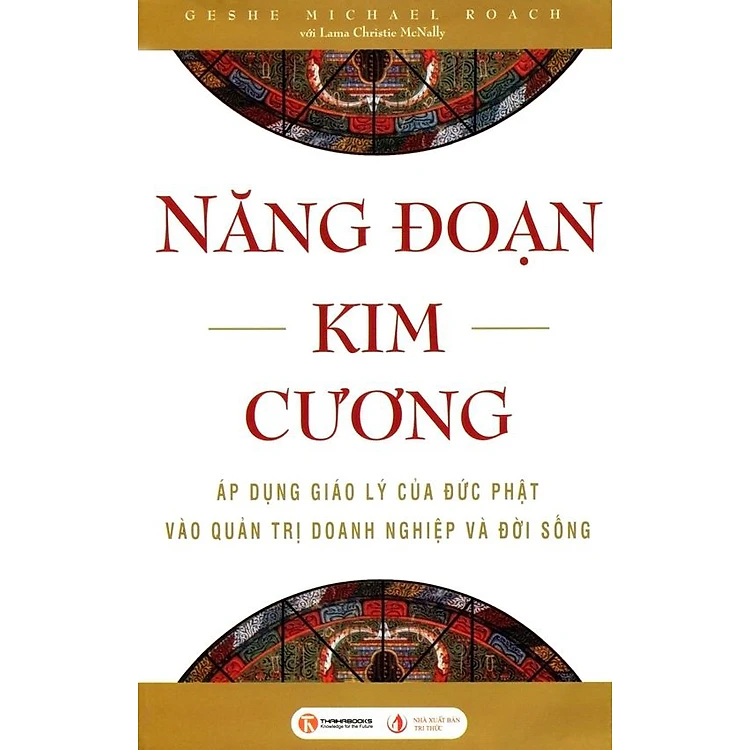 GESHE MICHAEL ROACH
với Lama Christie McNally
NĂNG ĐOẠN
KIM
CƯƠNG
ÁP DỤNG GIÁO LÝ CỦA ĐỨC PHẬT
VÀO QUẢN TRỊ DOANH NGHIỆP VÀ ĐỜI SỐNG
THAIHABOOKS
Knowledge for the Future
NHÀ XUẤT BẢN
TRI THỨC